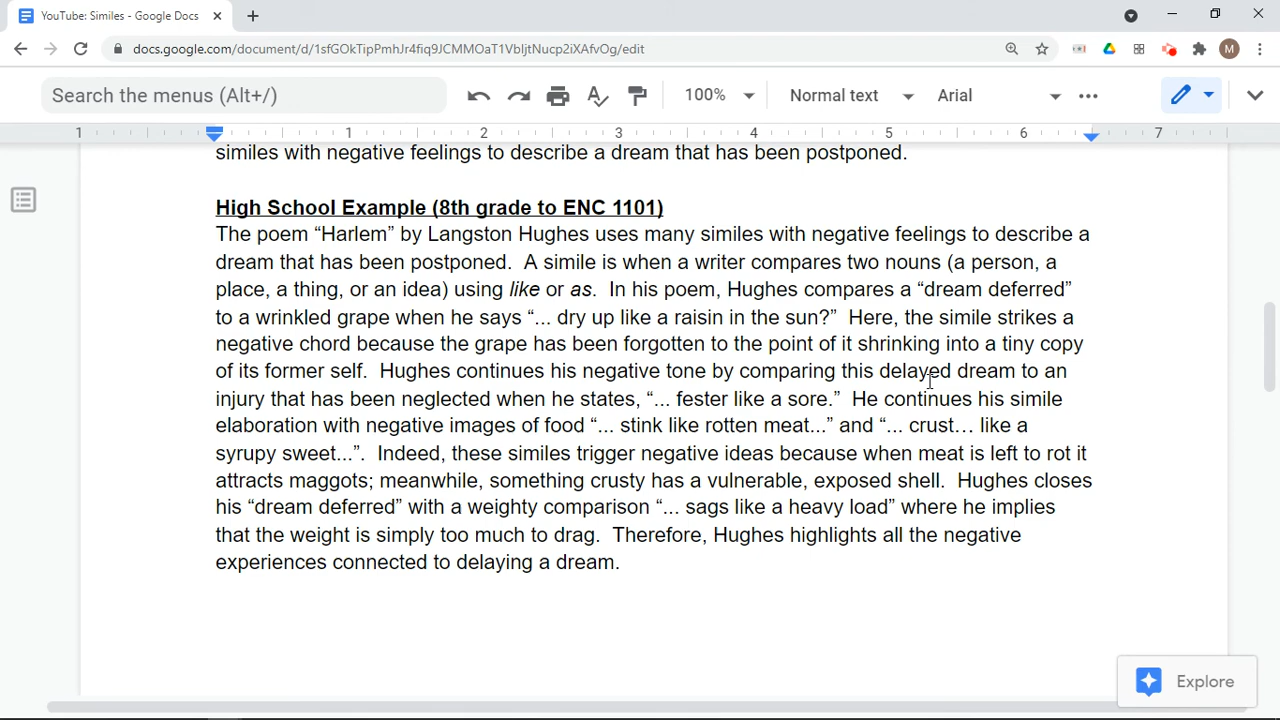 YouTube: Similes - Google Docs
docs.google.com/document/d/1sfGOkTipPmhJr4fiq9JCMMOaT1VbljtNucp2iXAfvOg/edit
M
Search the menus (Alt+/)
100%
Normal text
Arial
1 1 2 3 4 5 6 7
similes with negative feelings to describe a dream that has been postponed.
High School Example (8th grade to ENC 1101)
The poem “Harlem” by Langston Hughes uses many similes with negative feelings to describe a
dream that has been postponed.  A simile is when a writer compares two nouns (a person, a
place, a thing, or an idea) using like or as.  In his poem, Hughes compares a “dream deferred”
to a wrinkled grape when he says “... dry up like a raisin in the sun?”  Here, the simile strikes a
negative chord because the grape has been forgotten to the point of it shrinking into a tiny copy
of its former self.  Hughes continues his negative tone by comparing this delayed dream to an
injury that has been neglected when he states, “... fester like a sore.”  He continues his simile
elaboration with negative images of food “... stink like rotten meat...” and “... crust… like a
syrupy sweet...”.  Indeed, these similes trigger negative ideas because when meat is left to rot it
attracts maggots; meanwhile, something crusty has a vulnerable, exposed shell.  Hughes closes
his “dream deferred” with a weighty comparison “... sags like a heavy load” where he implies
that the weight is simply too much to drag.  Therefore, Hughes highlights all the negative
experiences connected to delaying a dream.
Explore